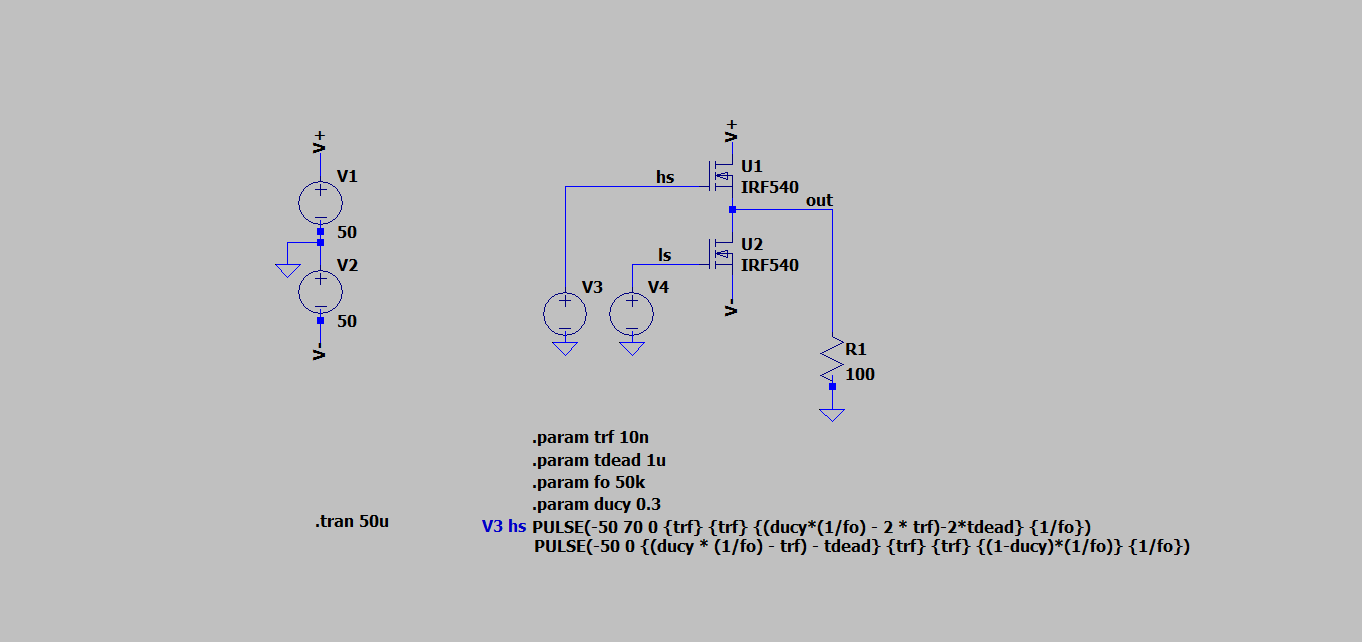 V+
V1
50
V2
50
V-
V+
hs
U1
IRF540
out
ls
U2
IRF540
V3
V4
V-
R1
100
.param trf 10n
.param tdead 1u
.param fo 50k
.param ducy 0.3
.tran 50u
V3 hs PULSE(-50 70 0 {trf} {trf} {(ducy*(1/fo) - 2 * trf)-2*tdead} {1/fo})
PULSE(-50 0 {(ducy * (1/fo) - trf) - tdead} {trf} {trf} {(1-ducy)*(1/fo)} {1/fo})